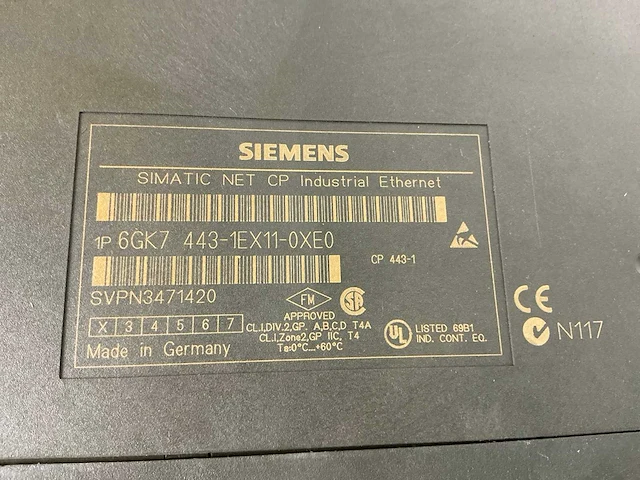 SIEMENS
SIMATIC NET CP Industrial Ethernet
1P 6GK7 443-1EX11-0XE0
CP 443-1
SVPN3471420
FM
SA
APPROVED
CL.I,DIV.2,GP. A,B,C,D T4A
CL.I,Zone2,GP IIC, T4
Ta:0°C...+60°C
UL LISTED 69B1
IND. CONT. EQ.
X 3 4 5 6 7
Made in Germany
CE
N117